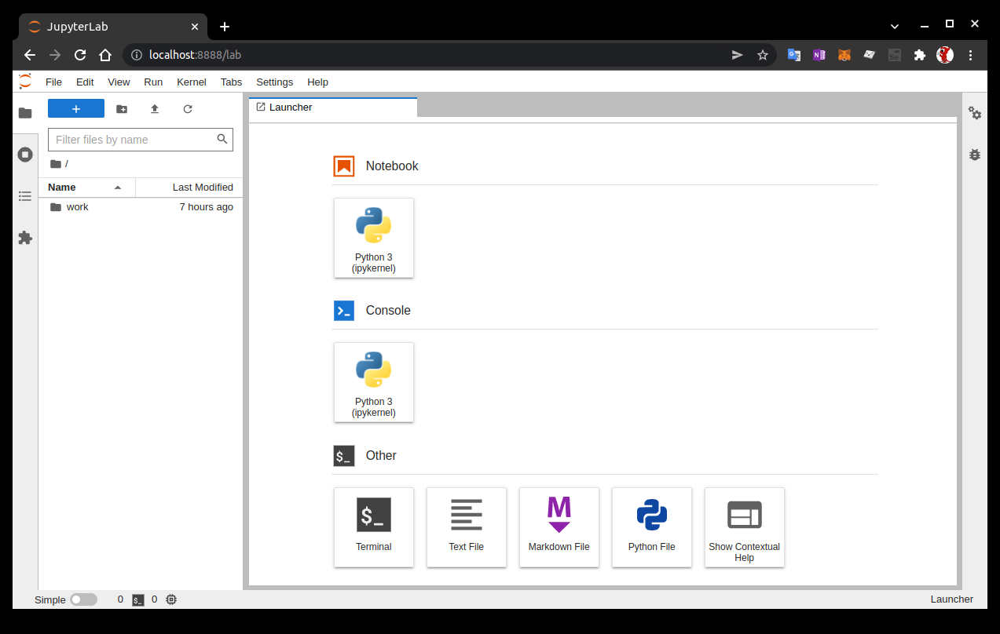 JupyterLab
localhost:8888/lab
File Edit View Run Kernel Tabs Settings Help
Launcher
Filter files by name
/
Name Last Modified
work 7 hours ago
Notebook
Python 3
(ipykernel)
Console
Python 3
(ipykernel)
$_ Other
$_
Terminal
Text File
M
Markdown File
Python File
Show Contextual
Help
Simple 0 $_ 0 Launcher